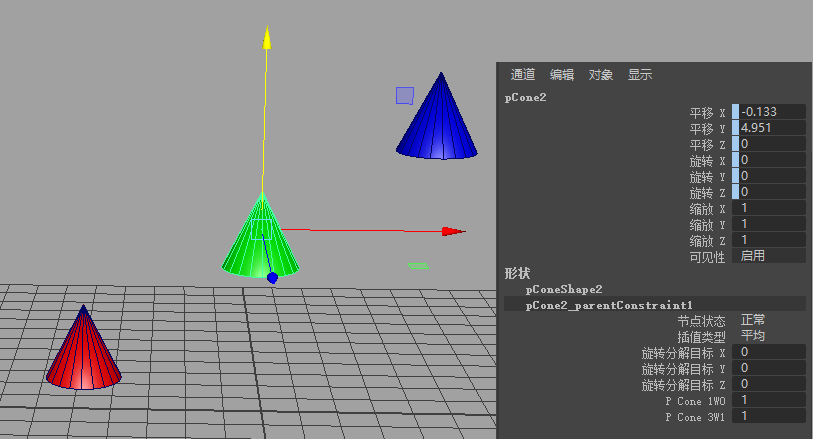 通道 编辑 对象 显示
pCone2
平移 X -0.133
平移 Y 4.951
平移 Z 0
旋转 X 0
旋转 Y 0
旋转 Z 0
缩放 X 1
缩放 Y 1
缩放 Z 1
可见性 启用
形状
pConeShape2
pCone2_parentConstraint1
节点状态 正常
插值类型 平均
旋转分解目标 X 0
旋转分解目标 Y 0
旋转分解目标 Z 0
P Cone 1W0 1
P Cone 3W1 1